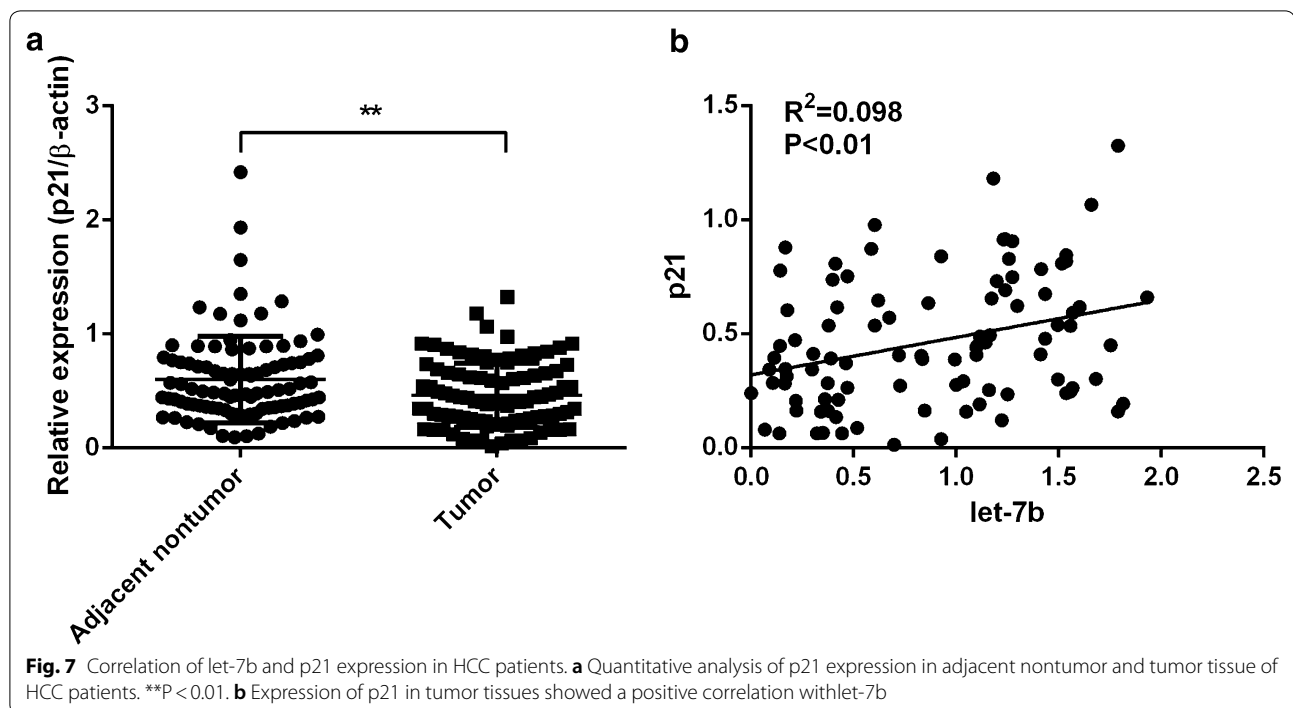 a
Relative expression (p21/β-actin)
3
2
1
0
**
Adjacent nontumor
Tumor
b
p21
1.5
1.0
0.5
0.0
R²=0.098
P<0.01
0.0 0.5 1.0 1.5 2.0 2.5
let-7b
Fig. 7 Correlation of let-7b and p21 expression in HCC patients. a Quantitative analysis of p21 expression in adjacent nontumor and tumor tissue of
HCC patients. **P < 0.01. b Expression of p21 in tumor tissues showed a positive correlation withlet-7b